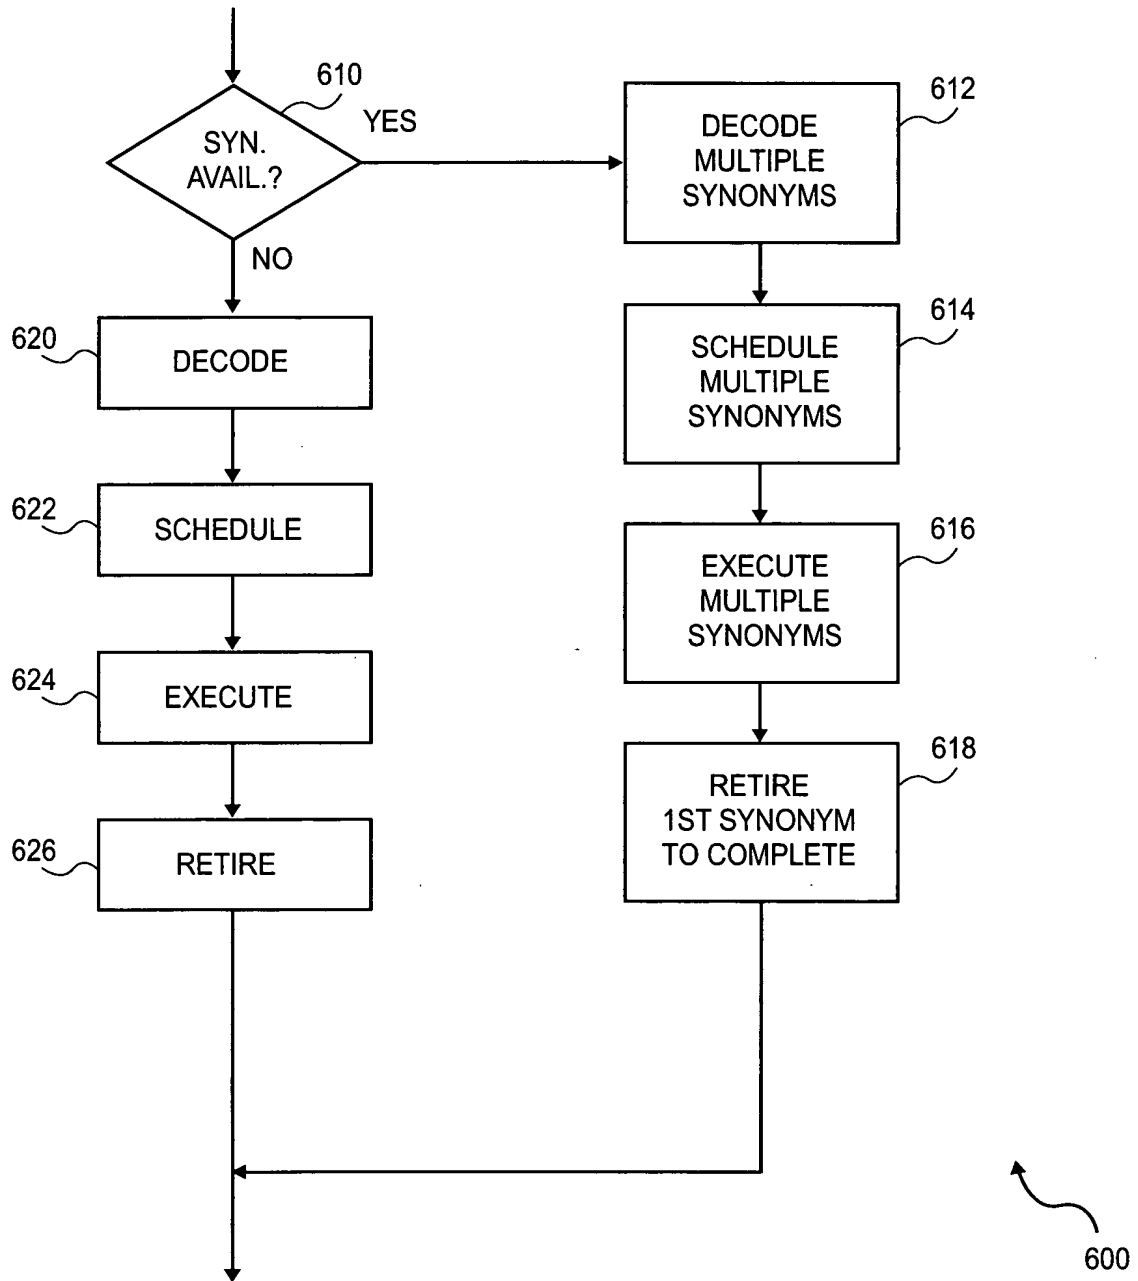 610
YES
SYN.
AVAIL.?
NO
612
DECODE
MULTIPLE
SYNONYMS
620
DECODE
614
SCHEDULE
MULTIPLE
SYNONYMS
622
SCHEDULE
616
EXECUTE
MULTIPLE
SYNONYMS
624
EXECUTE
618
RETIRE
1ST SYNONYM
TO COMPLETE
626
RETIRE
600